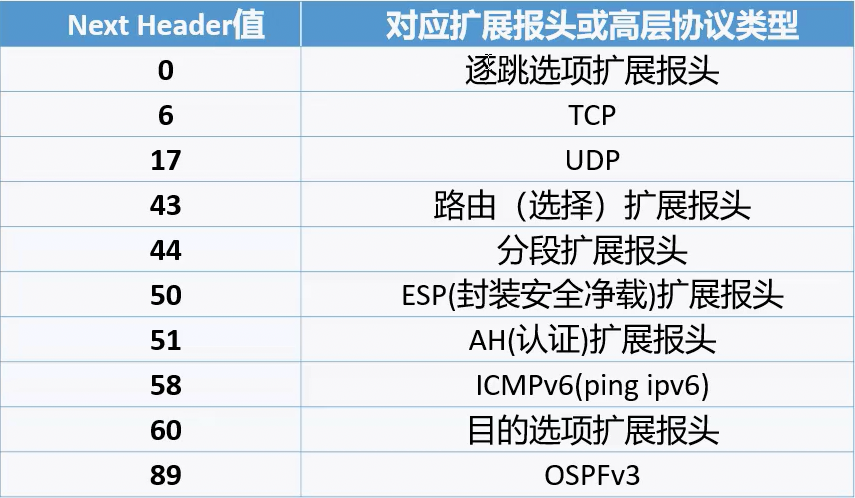 Next Header值 对应扩展报头或高层协议类型
0 逐跳选项扩展报头
6 TCP
17 UDP
43 路由（选择）扩展报头
44 分段扩展报头
50 ESP(封装安全净载)扩展报头
51 AH(认证)扩展报头
58 ICMPv6(ping ipv6)
60 目的选项扩展报头
89 OSPFv3